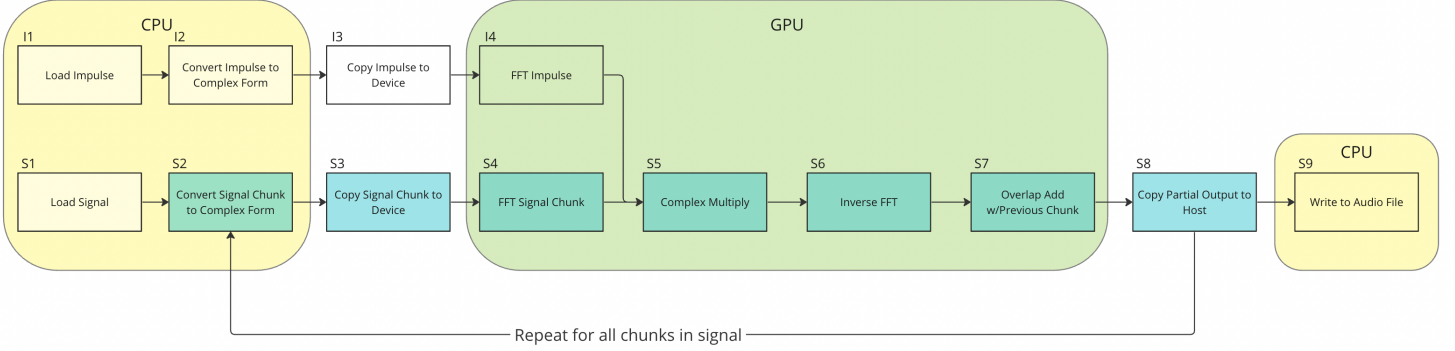 CPU
GPU
I1
I2
I3
I4
Load Impulse
Convert Impulse to
Complex Form
Copy Impulse to
Device
FFT Impulse
CPU
S1
S2
S3
S4
S5
S6
S7
S8
S9
Load Signal
Convert Signal Chunk
to Complex Form
Copy Signal Chunk to
Device
FFT Signal Chunk
Complex Multiply
Inverse FFT
Overlap Add
w/Previous Chunk
Copy Partial Output to
Host
Write to Audio File
Repeat for all chunks in signal